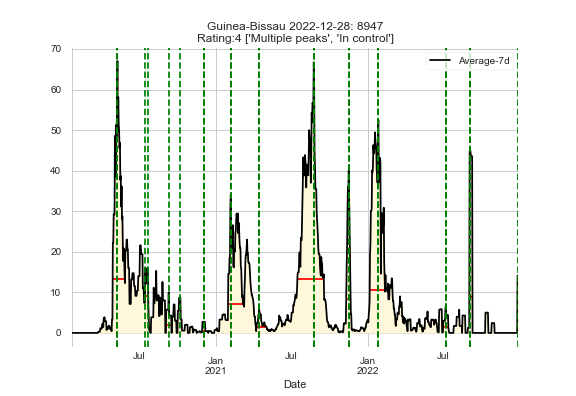 Guinea-Bissau 2022-12-28: 8947
Rating:4 ['Multiple peaks', 'In control']
Average-7d
70
60
50
40
30
20
10
0
Jul
Jan
2021
Jul
Jan
2022
Jul
Date